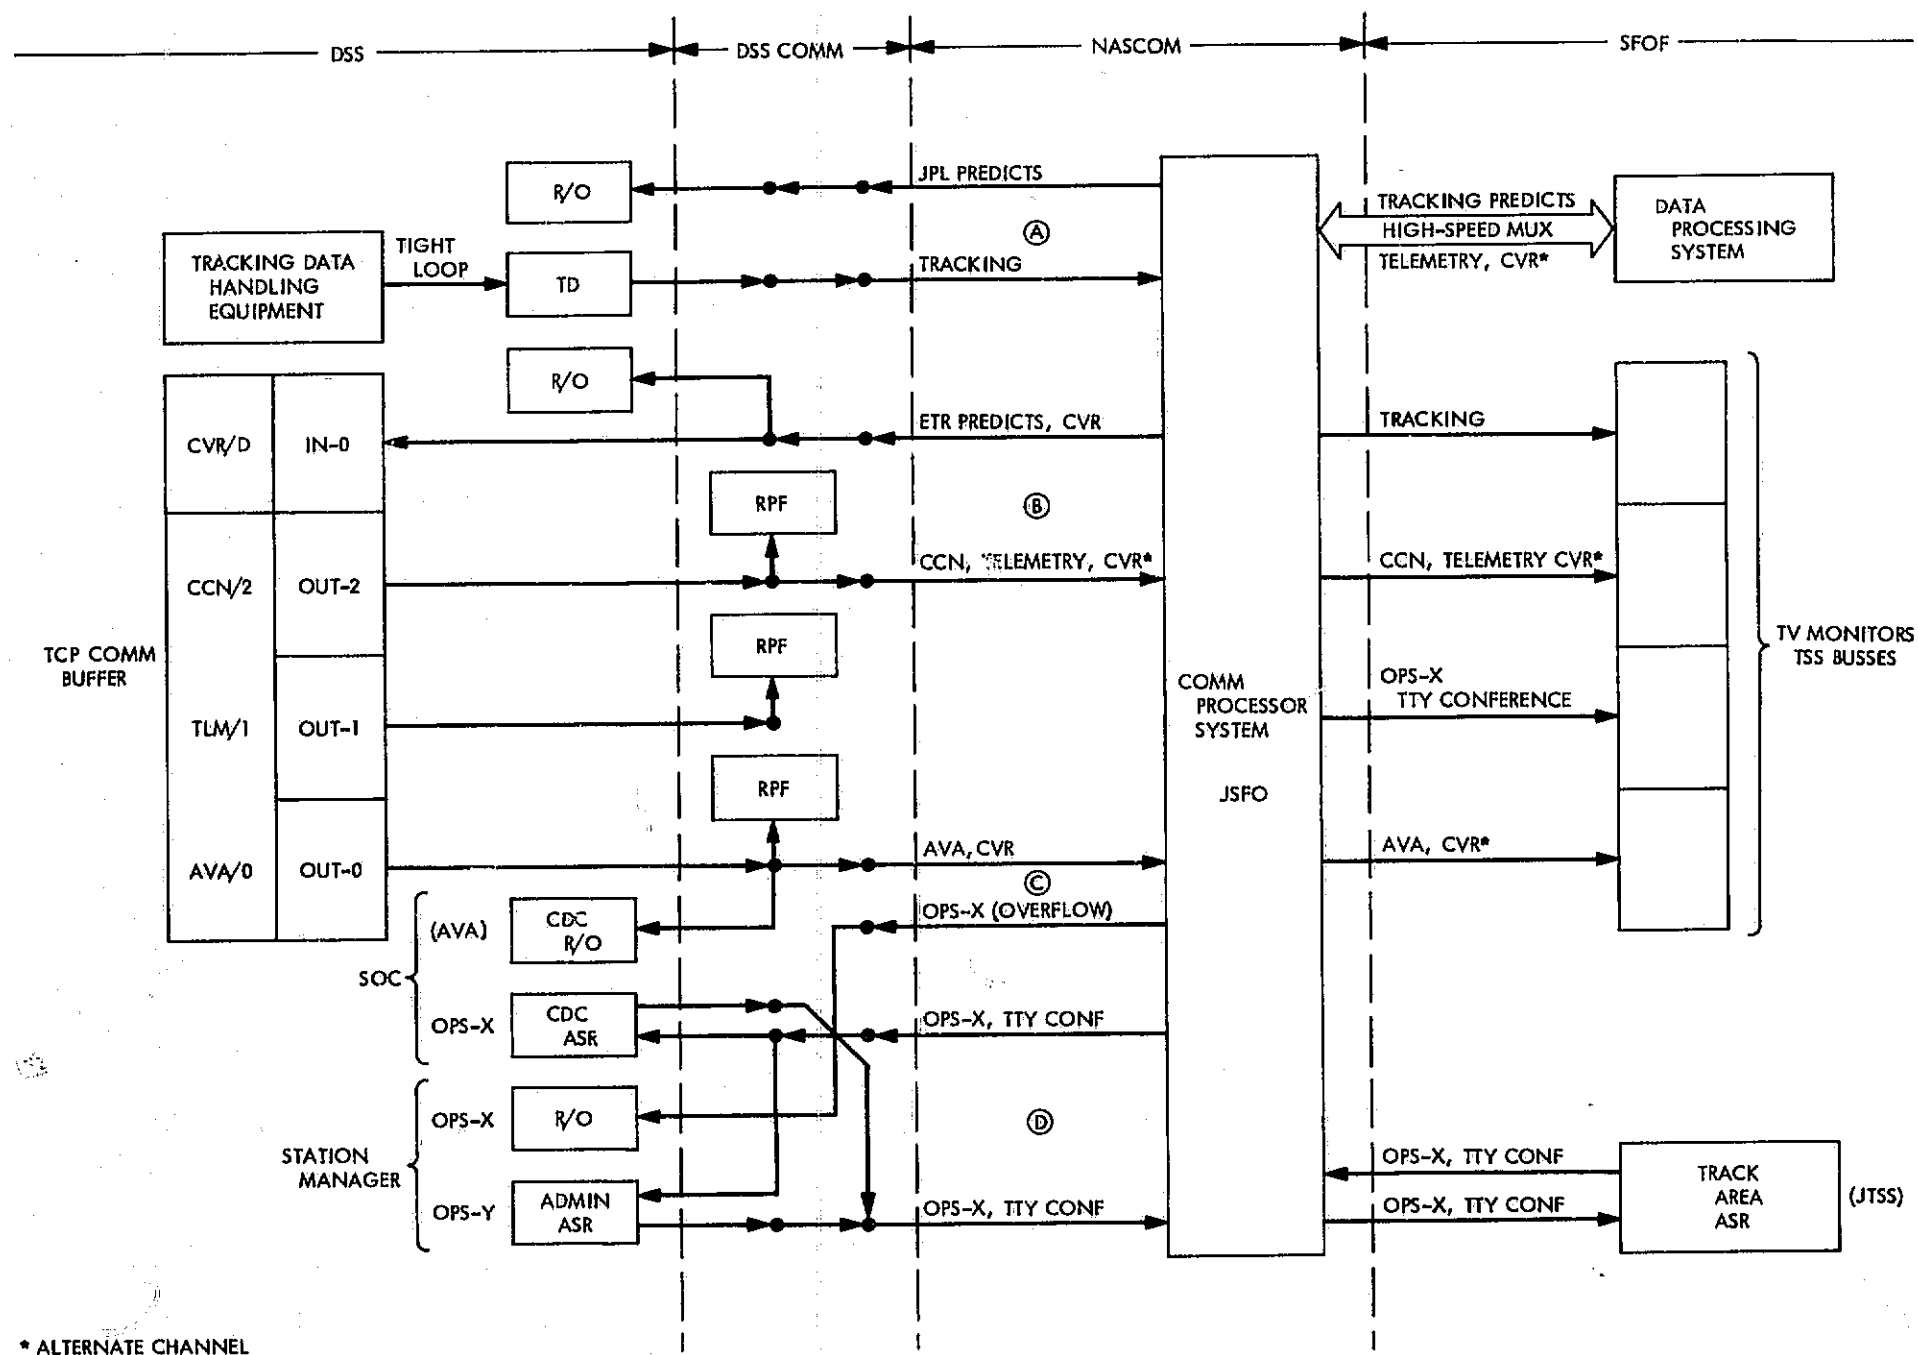 DSS
DSS COMM
NASCOM
SFOF
R/O
JPL PREDICTS
TRACKING PREDICTS
HIGH-SPEED MUX
TELEMETRY, CVR*
DATA
PROCESSING
SYSTEM
A
TRACKING DATA
HANDLING
EQUIPMENT
TIGHT
LOOP
TD
TRACKING
R/O
CVR/D
IN-0
ETR PREDICTS, CVR
TRACKING
RPF
B
CCN/2
OUT-2
CCN, TELEMETRY, CVR*
CCN, TELEMETRY CVR*
TCP COMM
BUFFER
RPF
TV MONITORS
TSS BUSSES
TLM/1
OUT-1
COMM
PROCESSOR
SYSTEM
JSFO
OPS-X
TTY CONFERENCE
RPF
AVA/0
OUT-0
AVA, CVR
AVA, CVR*
C
SOC
(AVA)
CDC
R/O
OPS-X (OVERFLOW)
OPS-X
CDC
ASR
OPS-X, TTY CONF
STATION
MANAGER
OPS-X
R/O
D
OPS-Y
ADMIN
ASR
OPS-X, TTY CONF
OPS-X, TTY CONF
OPS-X, TTY CONF
TRACK
AREA
ASR
(JTSS)
* ALTERNATE CHANNEL